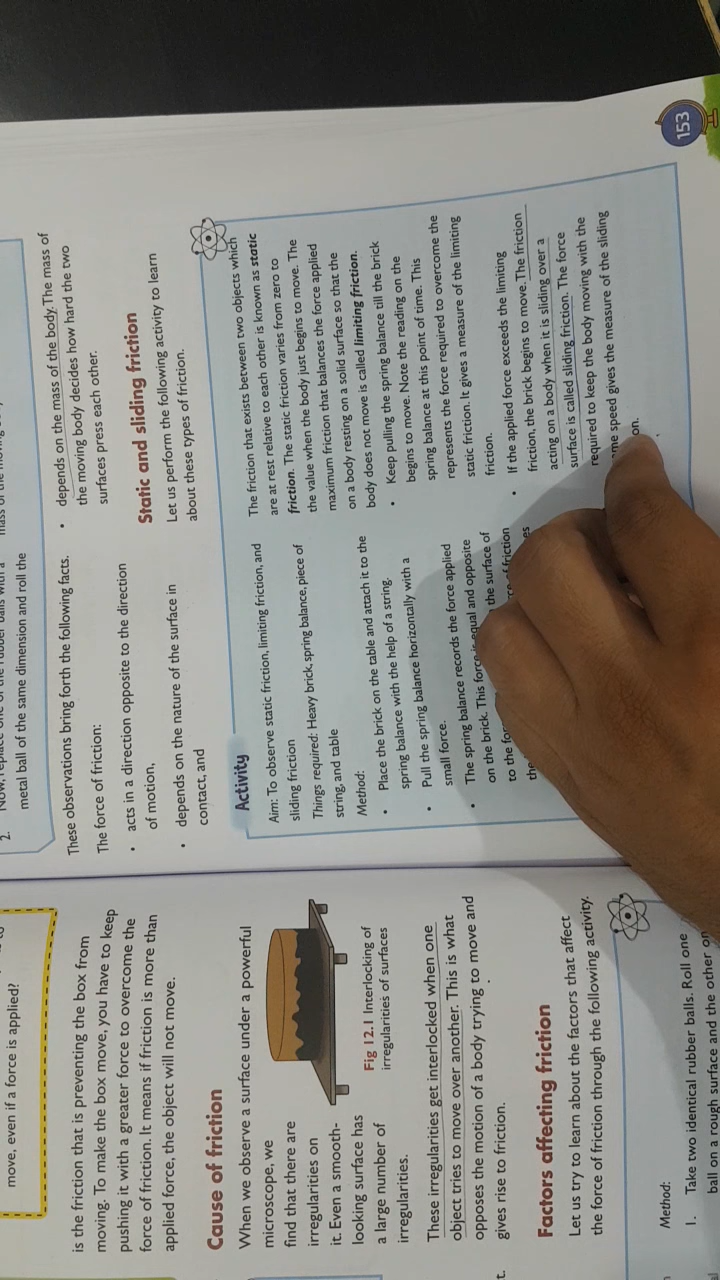 move, even if a force is applied?
is the friction that is preventing the box from
moving. To make the box move, you have to keep
pushing it with a greater force to overcome the
force of friction. It means if friction is more than
applied force, the object will not move.
Cause of friction
When we observe a surface under a powerful
microscope, we
find that there are
irregularities on
it. Even a smooth-
looking surface has
a large number of
irregularities.
Fig 12.1 Interlocking of
irregularities of surfaces
These irregularities get interlocked when one
object tries to move over another. This is what
opposes the motion of a body trying to move and
gives rise to friction.
Factors affecting friction
Let us try to learn about the factors that affect
the force of friction through the following activity.
Method:
1. Take two identical rubber balls. Roll one
ball on a rough surface and the other on
2. Now, replace one of the rubber balls with a
metal ball of the same dimension and roll the
These observations bring forth the following facts.
The force of friction:
• acts in a direction opposite to the direction
of motion,
• depends on the nature of the surface in
contact, and
• depends on the mass of the body. The mass of
the moving body decides how hard the two
surfaces press each other.
Static and sliding friction
Let us perform the following activity to learn
about these types of friction.
Activity
Aim: To observe static friction, limiting friction, and
sliding friction
Things required: Heavy brick, spring balance, piece of
string, and table
Method:
• Place the brick on the table and attach it to the
spring balance with the help of a string.
• Pull the spring balance horizontally with a
small force.
• The spring balance records the force applied
on the brick. This force is equal and opposite
to the friction
the
the surface of
The friction that exists between two objects which
are at rest relative to each other is known as static
friction. The static friction varies from zero to
the value when the body just begins to move. The
maximum friction that balances the force applied
on a body resting on a solid surface so that the
body does not move is called limiting friction.
• Keep pulling the spring balance till the brick
begins to move. Note the reading on the
spring balance at this point of time. This
represents the force required to overcome the
static friction. It gives a measure of the limiting
friction.
• If the applied force exceeds the limiting
friction, the brick begins to move. The friction
acting on a body when it is sliding over a
surface is called sliding friction. The force
required to keep the body moving with the
speed gives the measure of the sliding
153